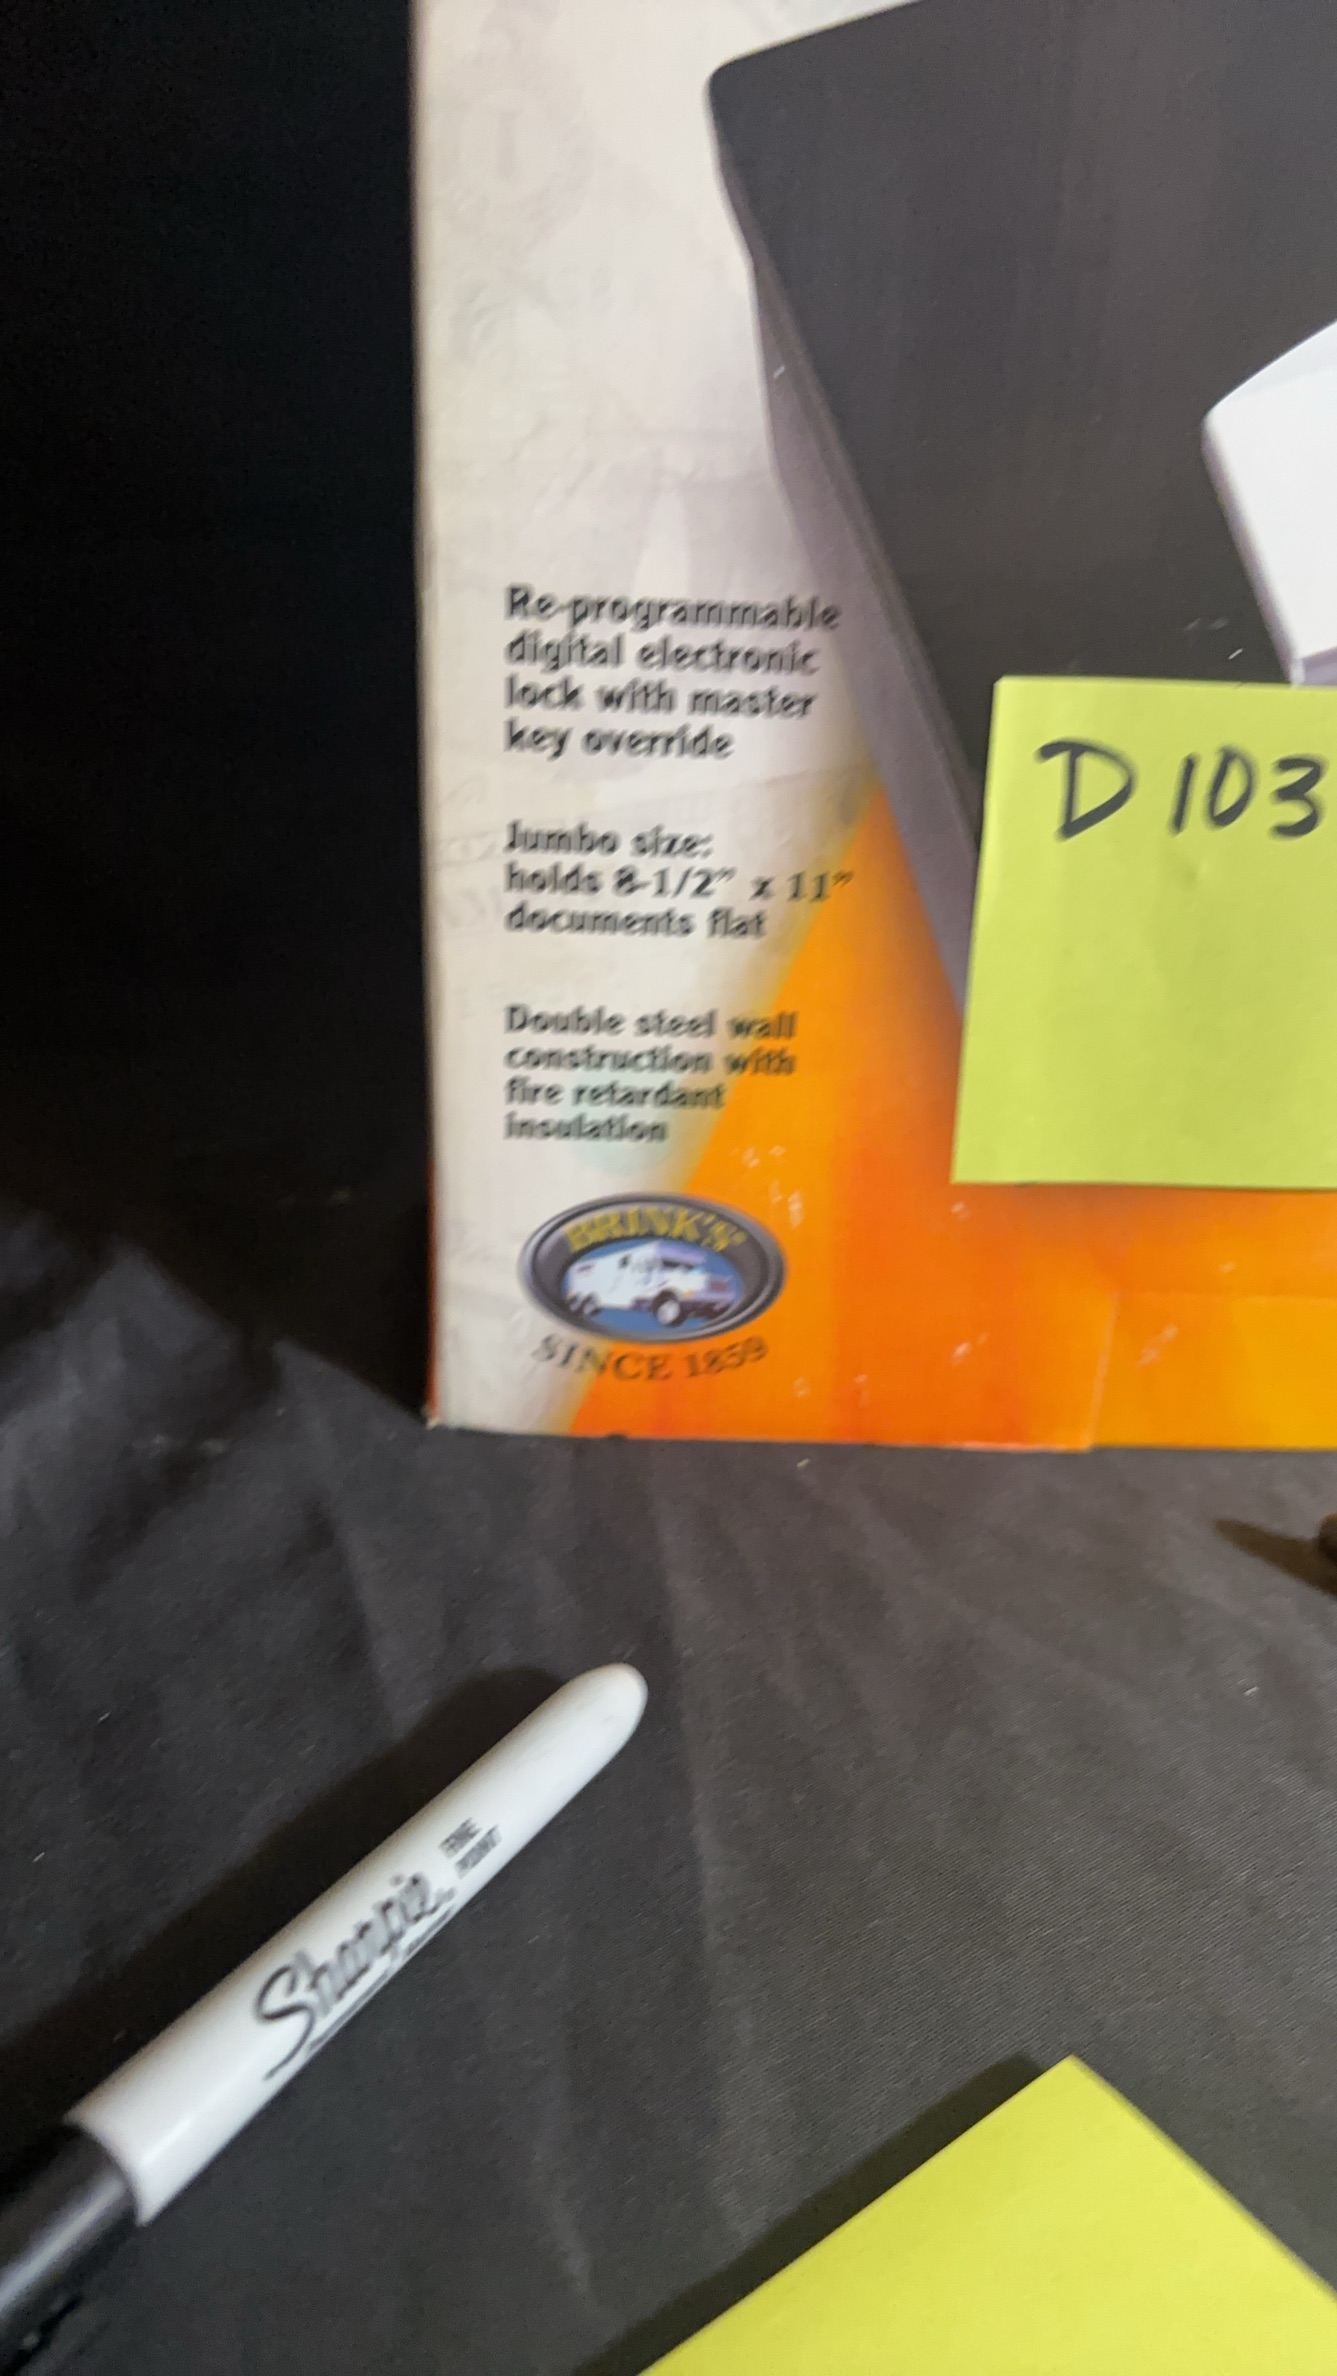 Re-programmable
digital electronic
lock with master
key override
Jumbo size:
holds 8-1/2" x 11"
documents flat
Double steel wall
construction with
fire retardant
insulation
BRINK'S
SINCE 1859
D 103
Sharpie
FINE
POINT